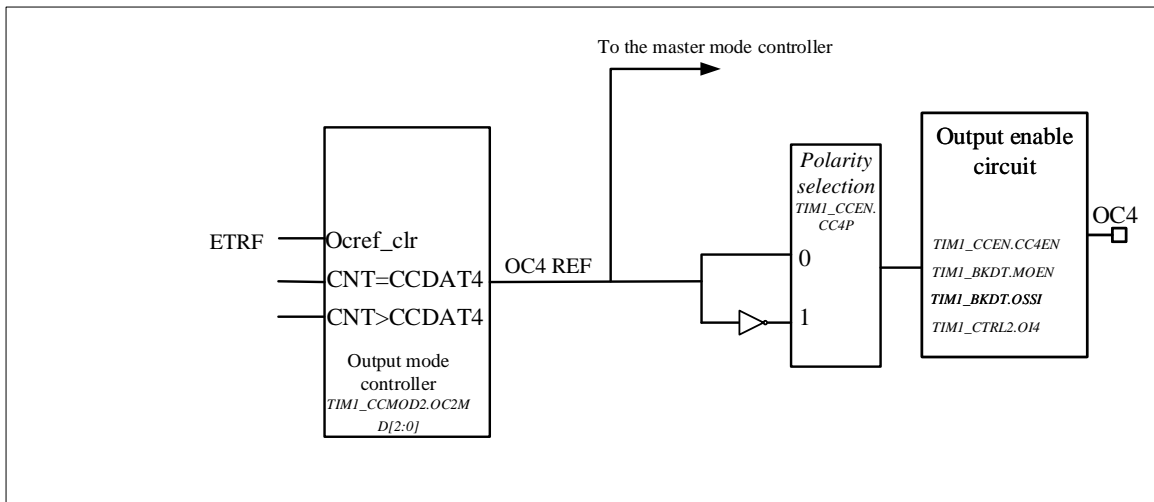 To the master mode controller
Output enable
circuit
Polarity
selection
TIM1_CCEN.
CC4P
OC4
ETRF
Ocref_clr
TIM1_CCEN.CC4EN
OC4 REF
0
CNT=CCDAT4
TIM1_BKDT.MOEN
TIM1_BKDT.OSSI
CNT>CCDAT4
1
TIM1_CTRL2.OI4
Output mode
controller
TIM1_CCMOD2.OC2M
D[2:0]